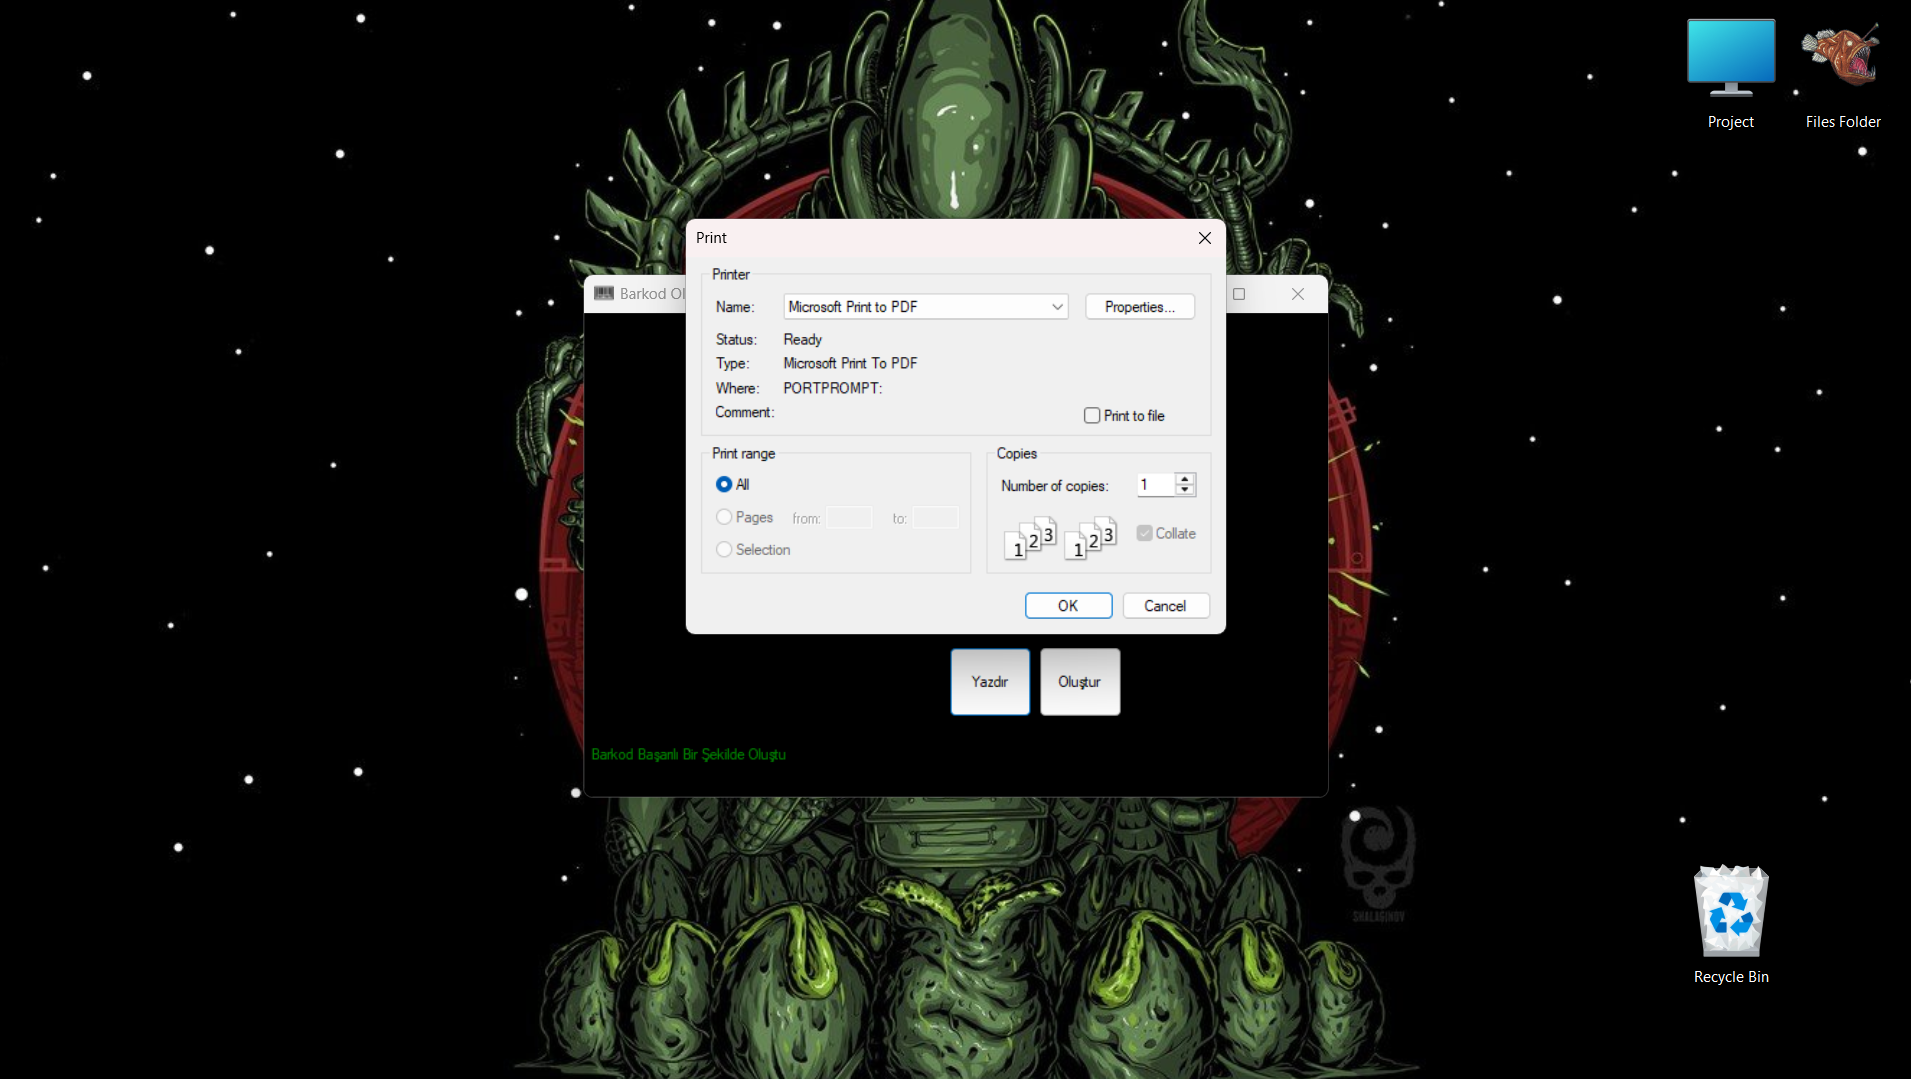 Project
Files Folder
Print
Printer
Name: Microsoft Print to PDF Properties...
Status: Ready
Type: Microsoft Print To PDF
Where: PORTPROMPT:
Comment:
Print to file
Print range
All
Pages from: to:
Selection
Copies
Number of copies: 1
1 2 3 1 2 3
Collate
OK Cancel
Barkod Ol
Yazdır Oluştur
Barkod Başarılı Bir Şekilde Oluştu
SHALAGINOV
Recycle Bin